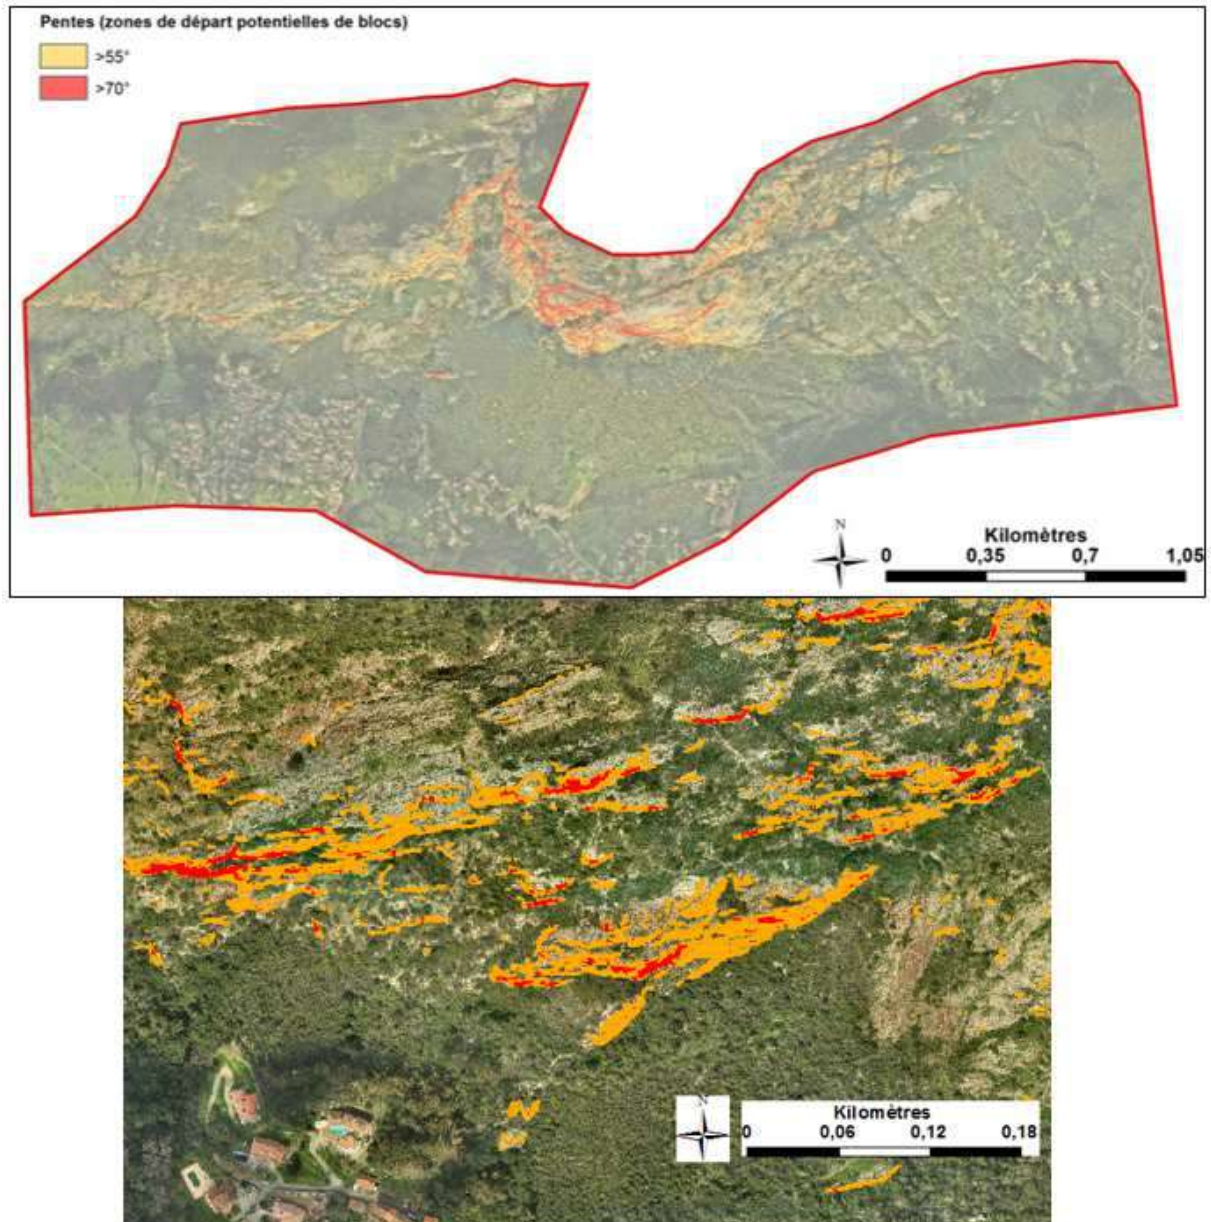 Pentes (zones de départ potentielles de blocs)
>55°
>70°
N
Kilomètres
0 0,35 0,7 1,05
N
Kilomètres
0 0,06 0,12 0,18